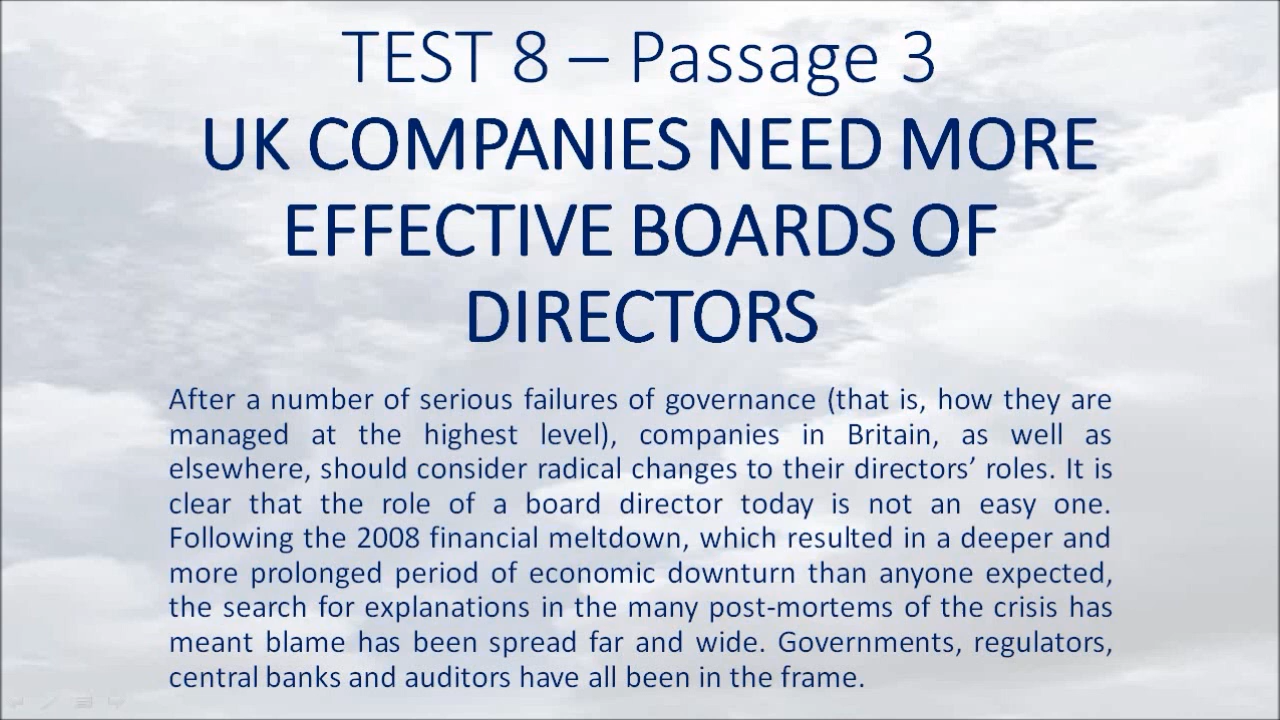 TEST 8 – Passage 3
UK COMPANIES NEED MORE
EFFECTIVE BOARDS OF
DIRECTORS
After a number of serious failures of governance (that is, how they are
managed at the highest level), companies in Britain, as well as
elsewhere, should consider radical changes to their directors’ roles. It is
clear that the role of a board director today is not an easy one.
Following the 2008 financial meltdown, which resulted in a deeper and
more prolonged period of economic downturn than anyone expected,
the search for explanations in the many post-mortems of the crisis has
meant blame has been spread far and wide. Governments, regulators,
central banks and auditors have all been in the frame.